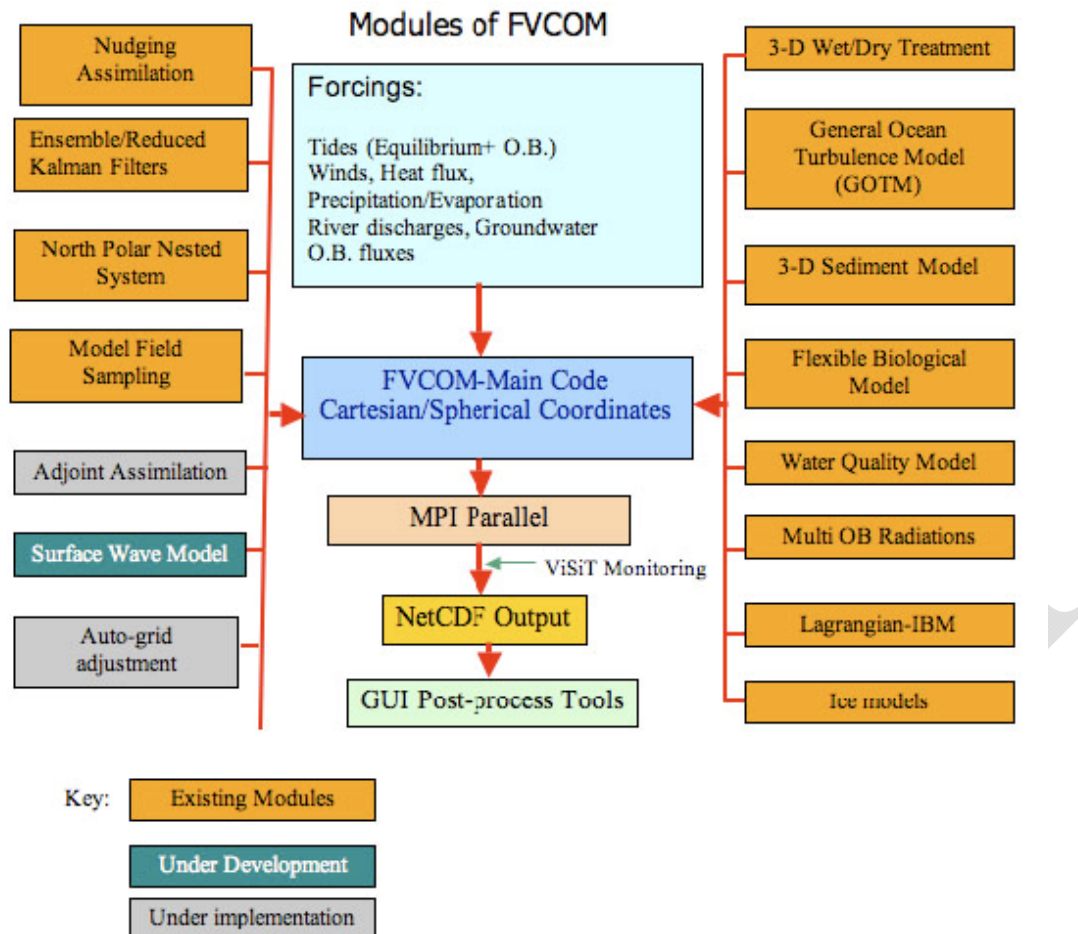 Modules of FVCOM
Nudging
Assimilation
Ensemble/Reduced
Kalman Filters
North Polar Nested
System
Model Field
Sampling
Adjoint Assimilation
Surface Wave Model
Auto-grid
adjustment
Forcings:
Tides (Equilibrium+ O.B.)
Winds, Heat flux,
Precipitation/Evaporation
River discharges, Groundwater
O.B. fluxes
FVCOM-Main Code
Cartesian/Spherical Coordinates
MPI Parallel
ViSiT Monitoring
NetCDF Output
GUI Post-process Tools
3-D Wet/Dry Treatment
General Ocean
Turbulence Model
(GOTM)
3-D Sediment Model
Flexible Biological
Model
Water Quality Model
Multi OB Radiations
Lagrangian-IBM
Ice models
Key:
Existing Modules
Under Development
Under implementation